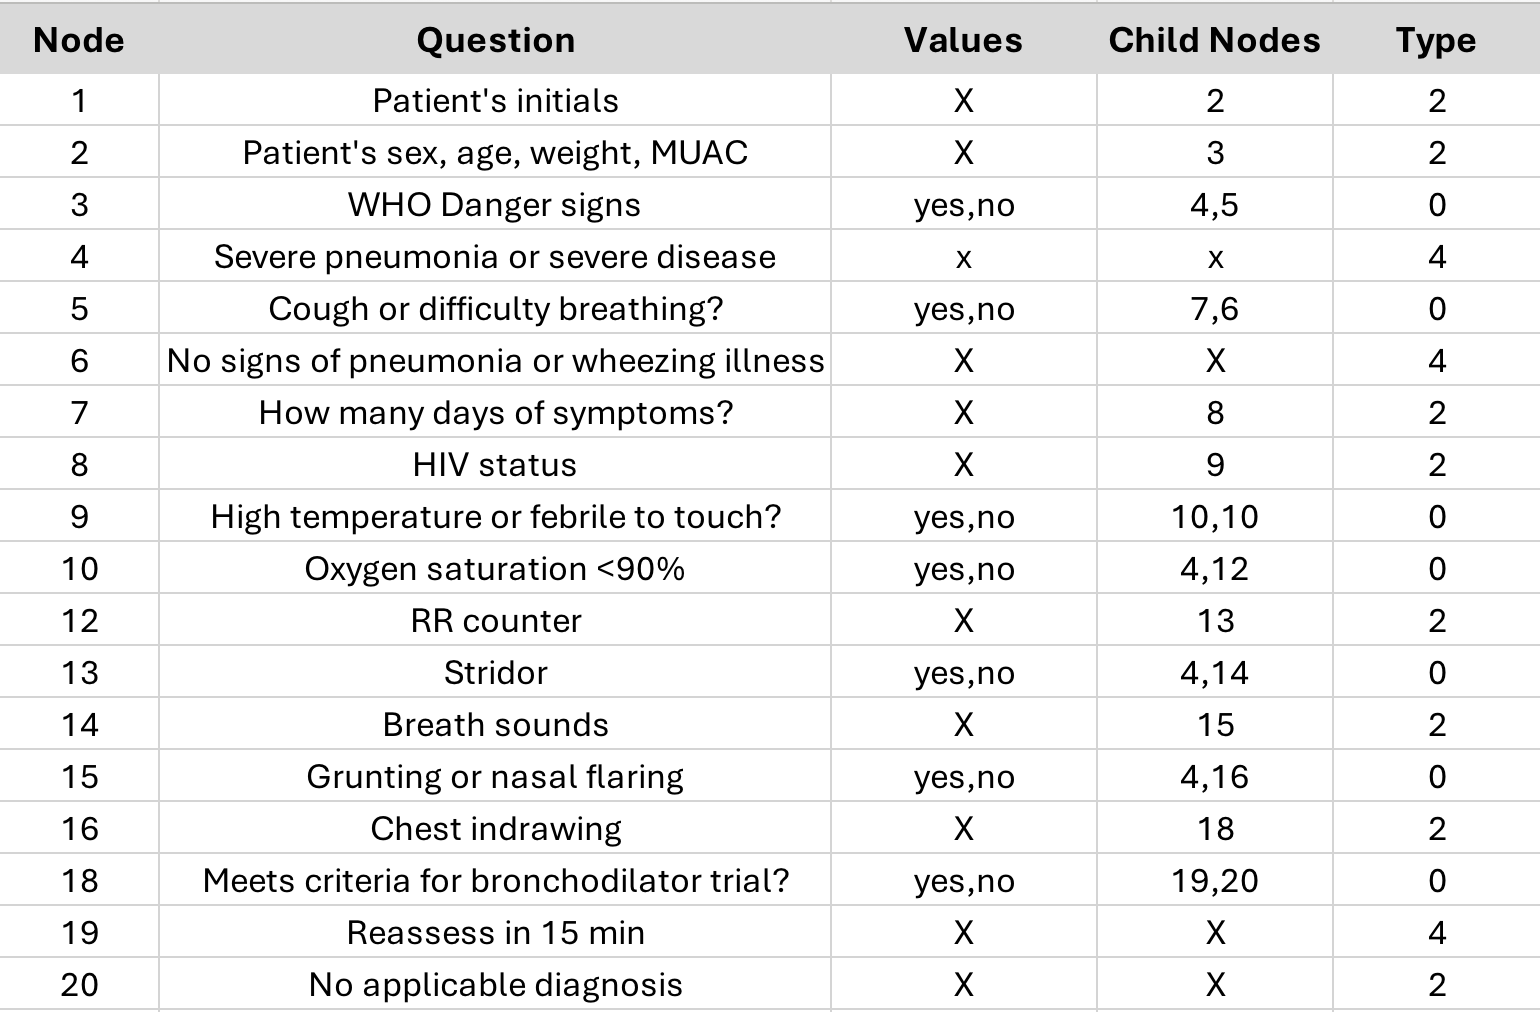 Node Question Values Child Nodes Type
1 Patient's initials X 2 2
2 Patient's sex, age, weight, MUAC X 3 2
3 WHO Danger signs yes,no 4,5 0
4 Severe pneumonia or severe disease x x 4
5 Cough or difficulty breathing? yes,no 7,6 0
6 No signs of pneumonia or wheezing illness X X 4
7 How many days of symptoms? X 8 2
8 HIV status X 9 2
9 High temperature or febrile to touch? yes,no 10,10 0
10 Oxygen saturation <90% yes,no 4,12 0
12 RR counter X 13 2
13 Stridor yes,no 4,14 0
14 Breath sounds X 15 2
15 Grunting or nasal flaring yes,no 4,16 0
16 Chest indrawing X 18 2
18 Meets criteria for bronchodilator trial? yes,no 19,20 0
19 Reassess in 15 min X X 4
20 No applicable diagnosis X X 2